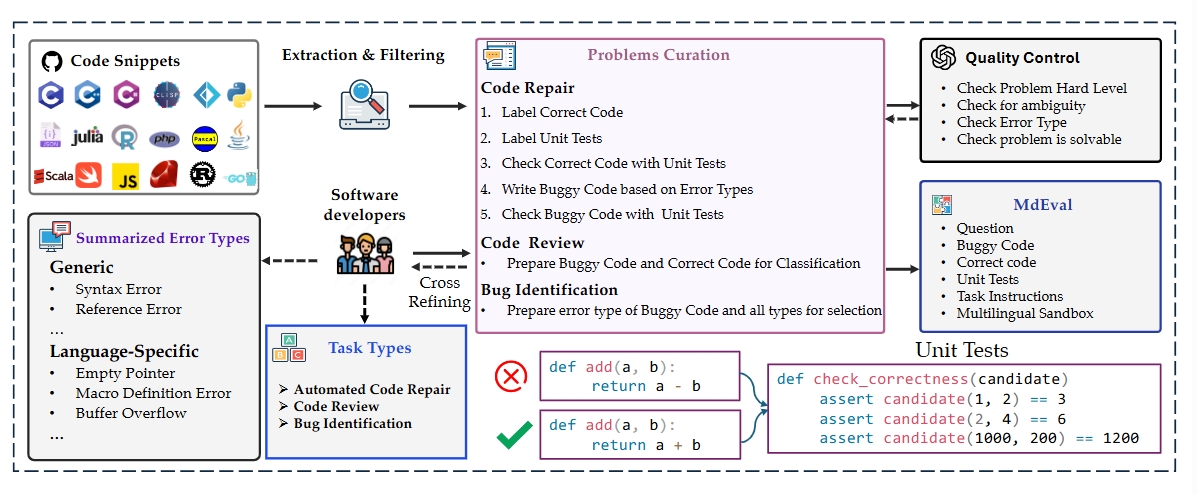 Code Snippets
C
C
C
CLISP
F
{i}
JSON
julia
R
php
Pascal
Java
Scala
JS
R
GO
Extraction & Filtering
Software
developers
Cross
Refining
Summarized Error Types
Generic
• Syntax Error
• Reference Error
...
Language-Specific
• Empty Pointer
• Macro Definition Error
• Buffer Overflow
...
A
B C
Task Types
➢ Automated Code Repair
➢ Code Review
➢ Bug Identification
Problems Curation
Code Repair
1. Label Correct Code
2. Label Unit Tests
3. Check Correct Code with Unit Tests
4. Write Buggy Code based on Error Types
5. Check Buggy Code with Unit Tests
Code Review
• Prepare Buggy Code and Correct Code for Classification
Bug Identification
• Prepare error type of Buggy Code and all types for selection
Quality Control
• Check Problem Hard Level
• Check for ambiguity
• Check Error Type
• Check problem is solvable
MdEval
• Question
• Buggy Code
• Correct code
• Unit Tests
• Task Instructions
• Multilingual Sandbox
def add(a, b):
return a - b
def add(a, b):
return a + b
Unit Tests
def check_correctness(candidate)
assert candidate(1, 2) == 3
assert candidate(2, 4) == 6
assert candidate(1000, 200) == 1200